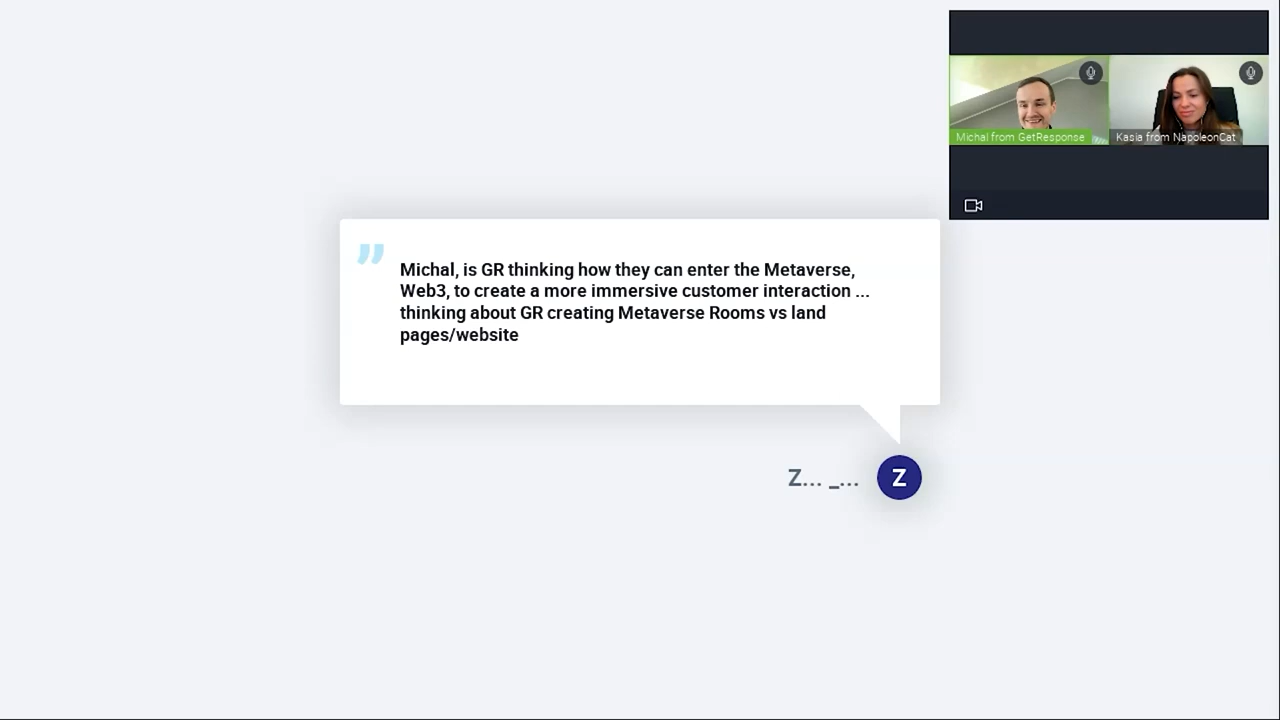 Michal from GetResponse
Kasia from NapoleonCat
”
Michal, is GR thinking how they can enter the Metaverse,
Web3, to create a more immersive customer interaction ...
thinking about GR creating Metaverse Rooms vs land
pages/website
Z... _...
Z